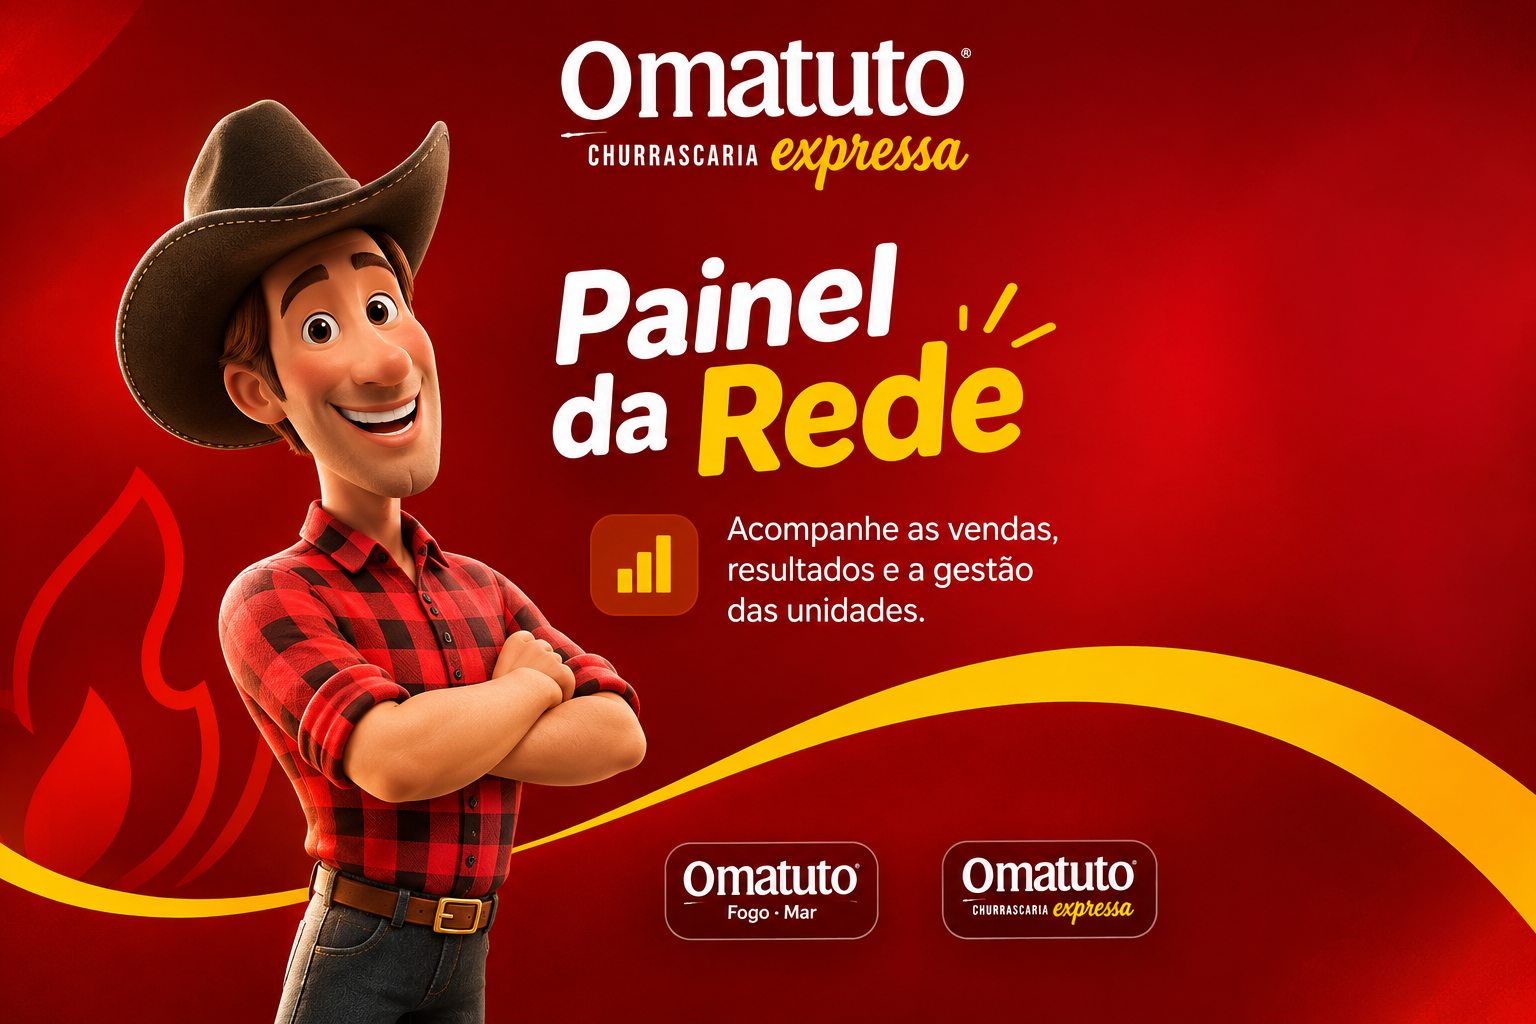 Omatuto®
CHURRASCARIA expressa
Painel
da Rede
Acompanhe as vendas,
resultados e a gestão
das unidades.
Omatuto®
Fogo · Mar
Omatuto®
CHURRASCARIA expressa